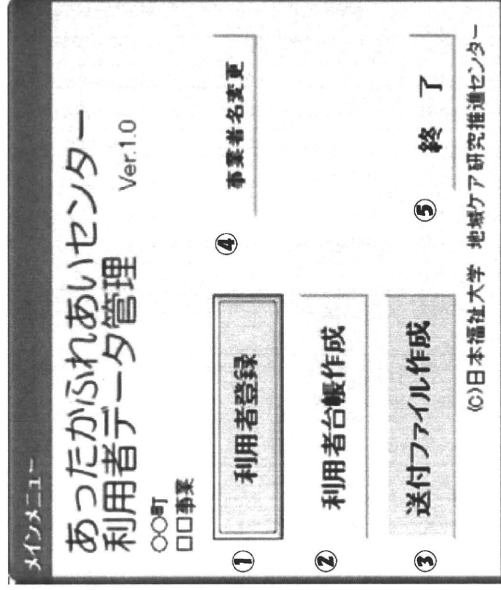 メインメニュー
あったかふれあいセンター
利用者データ管理 Ver.1.0
○○町
□□事業
① 利用者登録
④ 事業者名変更
② 利用者台帳作成
③ 送付ファイル作成
⑤ 終 了
(C)日本福祉大学 地域ケア研究推進センター